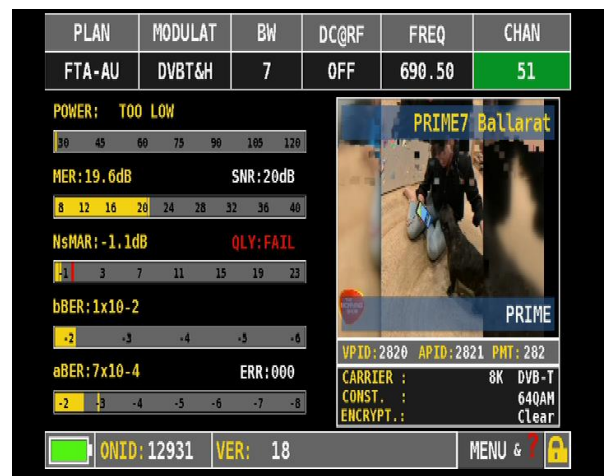 PLAN MODULAT BW DC@RF FREQ CHAN
FTA-AU DVBT&H 7 OFF 690.50 51
POWER: TOO LOW
30 45 60 75 90 105 120
MER:19.6dB SNR:20dB
8 12 16 20 24 28 32 36 40
NsMAR:-1.1dB QLY:FAIL
-1 3 7 11 15 19 23
bBER:1x10-2
-2 -3 -4 -5 -6
aBER:7x10-4 ERR:000
-2 -3 -4 -5 -6 -7 -8
PRIME7 Ballarat
PRIME
VPID:2820 APID:2821 PMT:282
CARRIER : 8K DVB-T
CONST. : 64QAM
ENCRYPT.: Clear
ONID:12931 VER: 18 MENU & ?